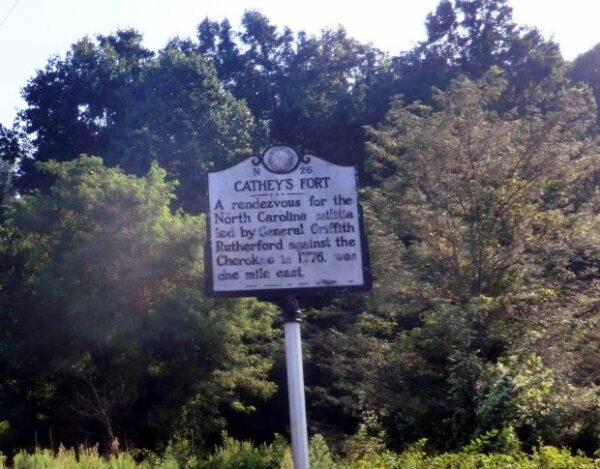 N 26
CATHEY'S FORT
A rendezvous for the
North Carolina militia
led by General Griffith
Rutherford against the
Cherokee in 1776, was
one mile east.